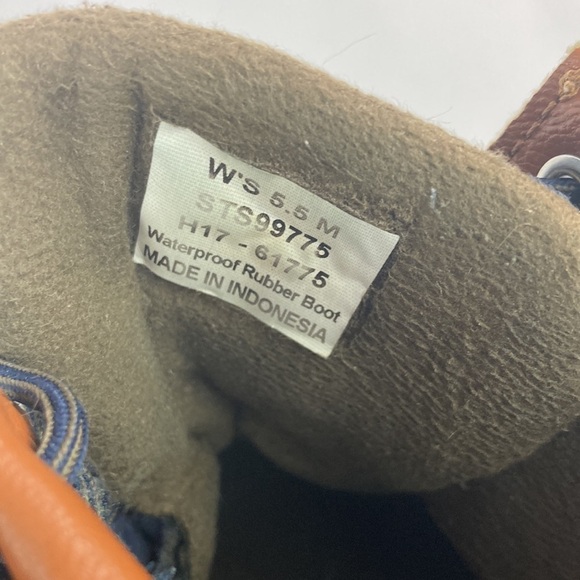 W'S 5.5 M
STS99775
H17 - 61775
Waterproof Rubber Boot
MADE IN INDONESIA